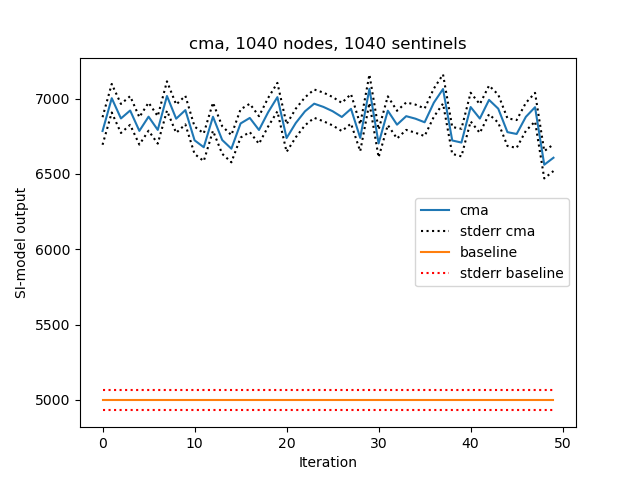 cma, 1040 nodes, 1040 sentinels
SI-model output
7000
6500
6000
5500
5000
cma
stderr cma
baseline
stderr baseline
0 10 20 30 40 50
Iteration